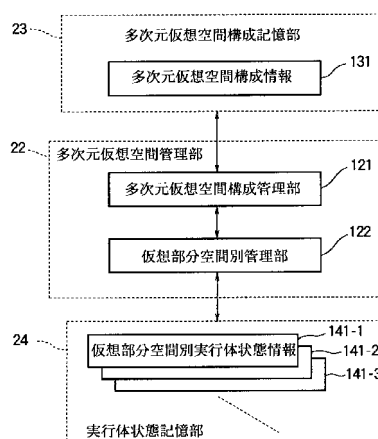 23
多次元仮想空間構成記憶部
多次元仮想空間構成情報
131
22
多次元仮想空間管理部
多次元仮想空間構成管理部
121
仮想部分空間別管理部
122
24
仮想部分空間別実行体状態情報
141-1
141-2
141-3
実行体状態記憶部